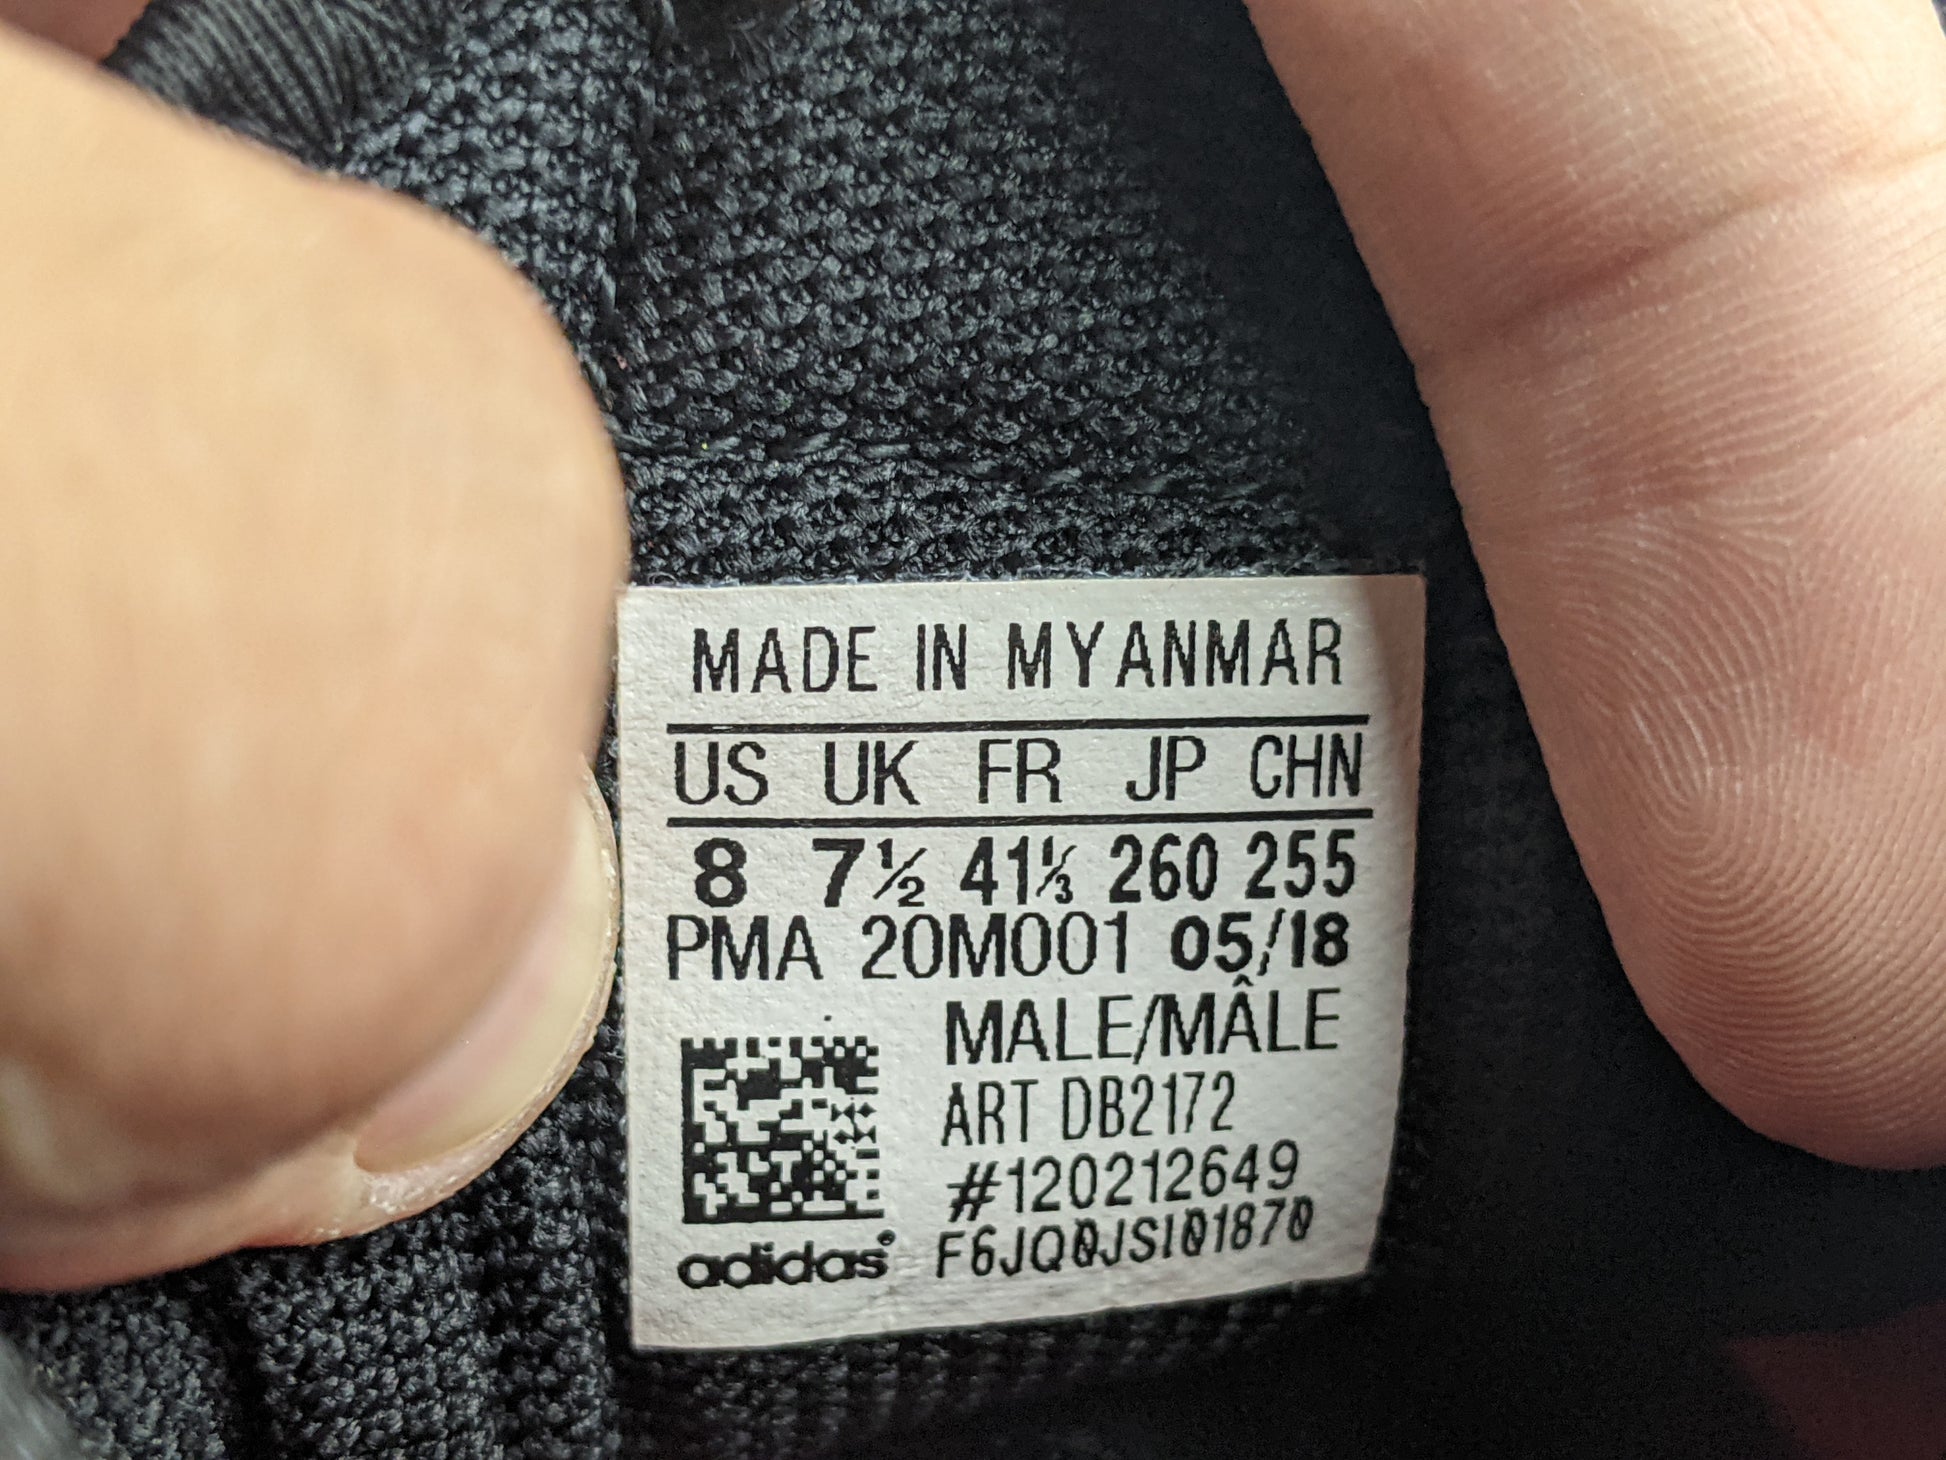 MADE IN MYANMAR
US UK FR JP CHN
8 7½ 41⅓ 260 255
PMA 20M001 05/18
MALE/MÂLE
ART DB2172
#120212649
F6JQ0JSI01870
adidas®